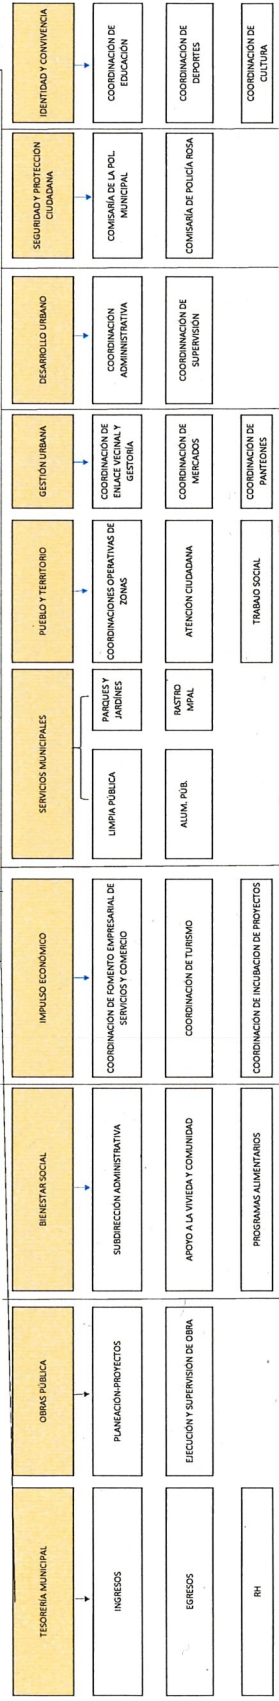 TESORERÍA MUNICIPAL
INGRESOS
EGRESOS
RH
OBRAS PÚBLICA
PLANEACIÓN-PROYECTOS
EJECUCIÓN Y SUPERVISIÓN DE OBRA
BIENESTAR SOCIAL
SUBDIRECCIÓN ADMINISTRATIVA
APOYO A LA VIVIEDA Y COMUNIDAD
PROGRAMAS ALIMENTARIOS
IMPULSO ECONÓMICO
COORDINACIÓN DE FOMENTO EMPRESARIAL DE
SERVICIOS Y COMERCIO
COORDINACIÓN DE TURISMO
COORDINACIÓN DE INCUBACION DE PROYECTOS
SERVICIOS MUNICIPALES
LIMPIA PÚBLICA
PARQUES Y
JARDÍNES
ALUM. PÚB.
RASTRO
MPAL
PUEBLO Y TERRITORIO
COORDINACIONES OPERATIVAS DE
ZONAS
ATENCIÓN CIUDADANA
TRABAJO SOCIAL
GESTIÓN URBANA
COORDINACIÓN DE
ENLACE VECINAL Y
GESTORÍA
COORDINACIÓN DE
MERCADOS
COORDINACIÓN DE
PANTEONES
DESARROLLO URBANO
COORDINACION
ADMININISTRATIVA
COORDINNACIÓN DE
SUPERVISIÓN
SEGURIDAD Y PROTECCIÓN
CIUDADANA
COMISARÍA DE LA POL.
MUNICIPAL
COMISARÍA DE POLICÍA ROSA
IDENTIDAD Y CONVIVENCIA
COORDINACIÓN DE
EDUCACIÓN
COORDINACIÓN DE
DEPORTES
COORDINACIÓN DE
CULTURA